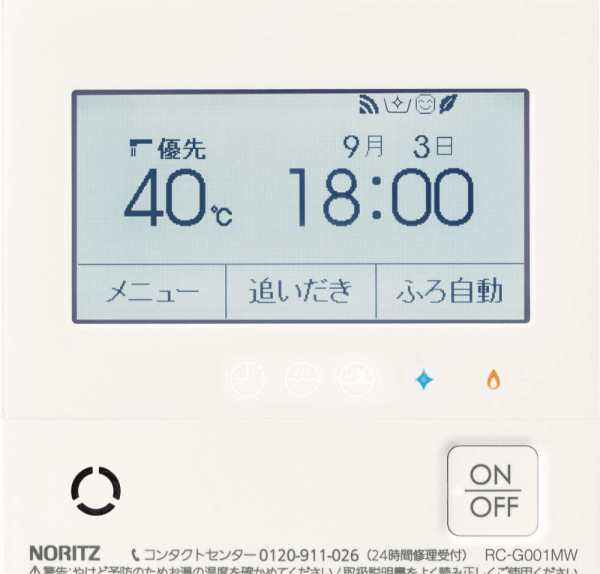 優先 9月 3日
40℃ 18:00
メニュー 追いだき ふろ自動
ON
OFF
NORITZ コンタクトセンター 0120-911-026 (24時間修理受付) RC-G001MW
警告:やけど予防のためお湯の温度を確かめてください/取扱説明書をよく読み正しくご使用ください